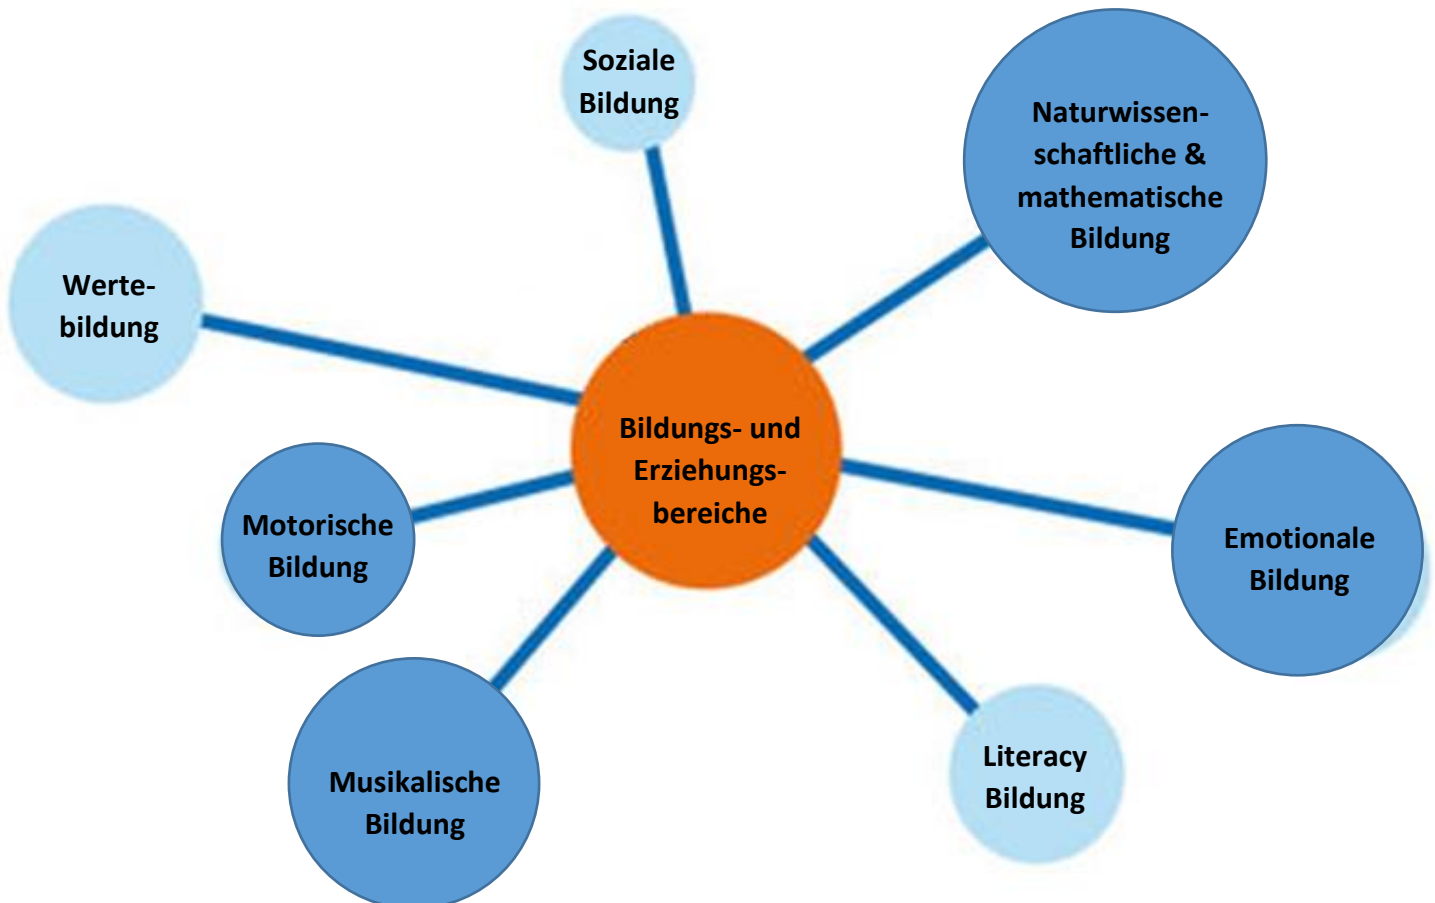 Soziale
Bildung
Naturwissen-
schaftliche &
mathematische
Bildung
Werte-
bildung
Bildungs- und
Erziehungs-
bereiche
Motorische
Bildung
Emotionale
Bildung
Musikalische
Bildung
Literacy
Bildung